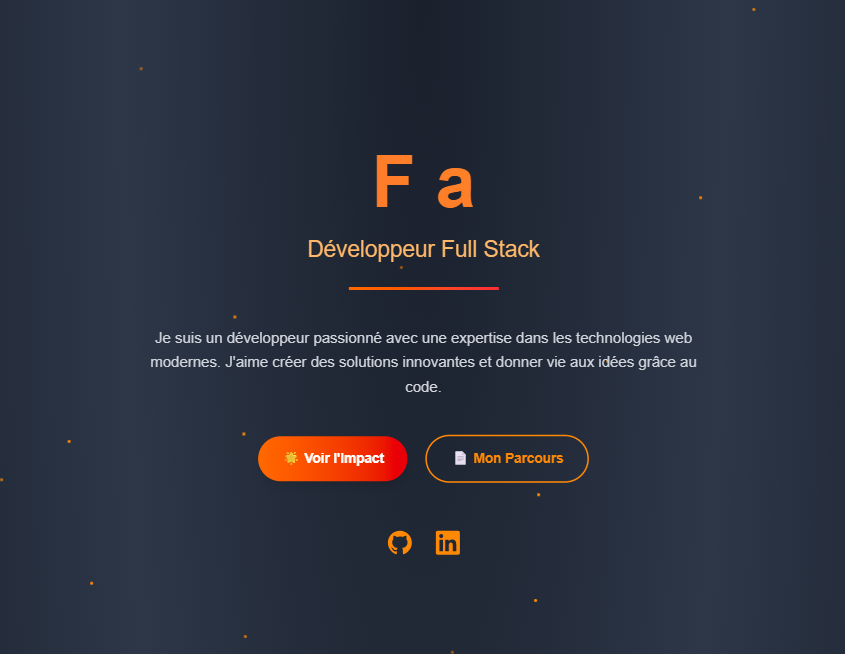 F a
Développeur Full Stack
Je suis un développeur passionné avec une expertise dans les technologies web
modernes. J'aime créer des solutions innovantes et donner vie aux idées grâce au
code.
🌟 Voir l'Impact
📄 Mon Parcours
in